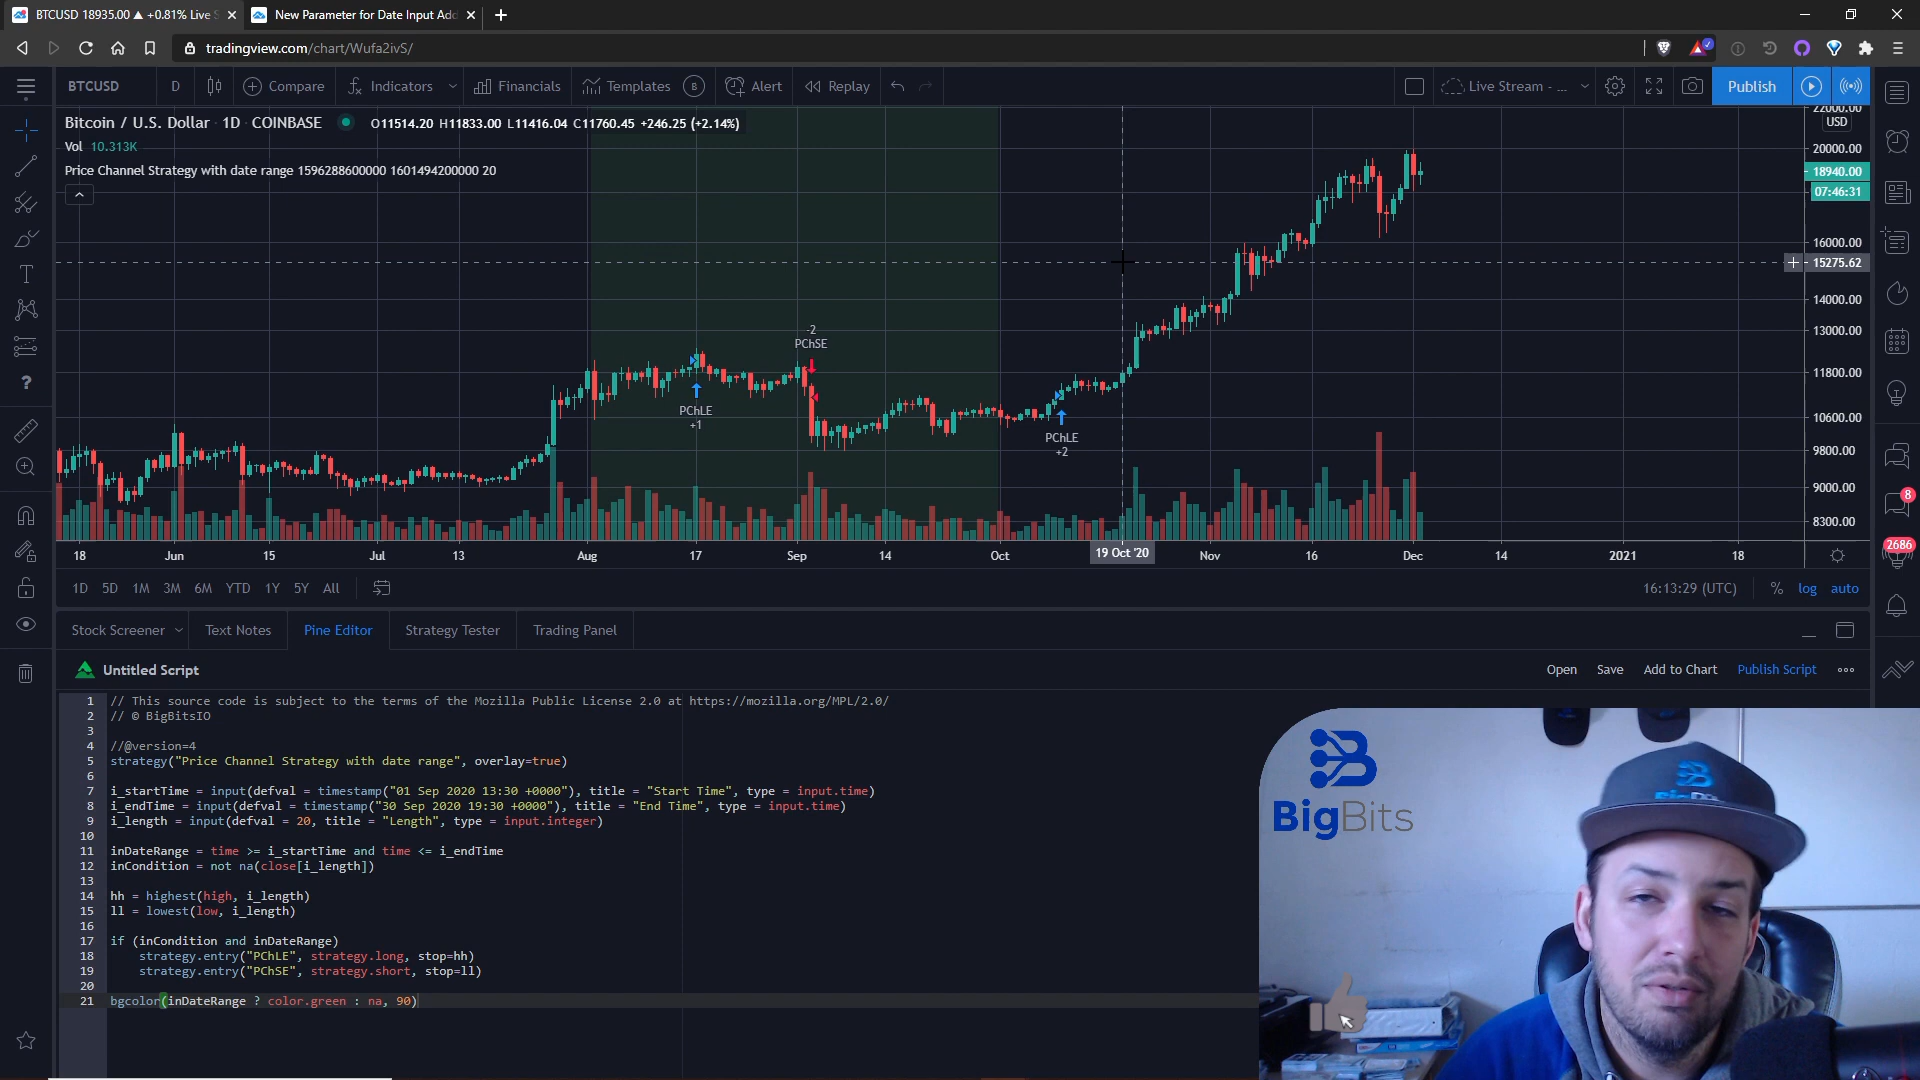 BTCUSD 18935.00 ▲ +0.81% Live S
New Parameter for Date Input Add
tradingview.com/chart/Wufa2ivS/
BTCUSD D Compare Indicators Financials Templates B Alert Replay Live Stream - ... Publish
Bitcoin / U.S. Dollar · 1D · COINBASE O11514.20 H11833.00 L11416.04 C11760.45 +246.25 (+2.14%)
Vol 10.313K
Price Channel Strategy with date range 1596288600000 1601494200000 20
22000.00
USD
20000.00
18940.00
07:46:31
16000.00
15275.62
14000.00
13000.00
11800.00
10600.00
9800.00
9000.00
8300.00
-2
PChSE
PChLE
+1
PChLE
+2
8
2686
18 Jun 15 Jul 13 Aug 17 Sep 14 Oct 19 Oct '20 Nov 16 Dec 14 2021 18
1D 5D 1M 3M 6M YTD 1Y 5Y All 16:13:29 (UTC) % log auto
Stock Screener Text Notes Pine Editor Strategy Tester Trading Panel
Untitled Script Open Save Add to Chart Publish Script
1 // This source code is subject to the terms of the Mozilla Public License 2.0 at https://mozilla.org/MPL/2.0/
2 // © BigBitsIO
3
4 //@version=4
5 strategy("Price Channel Strategy with date range", overlay=true)
6
7 i_startTime = input(defval = timestamp("01 Sep 2020 13:30 +0000"), title = "Start Time", type = input.time)
8 i_endTime = input(defval = timestamp("30 Sep 2020 19:30 +0000"), title = "End Time", type = input.time)
9 i_length = input(defval = 20, title = "Length", type = input.integer)
10
11 inDateRange = time >= i_startTime and time <= i_endTime
12 inCondition = not na(close[i_length])
13
14 hh = highest(high, i_length)
15 ll = lowest(low, i_length)
16
17 if (inCondition and inDateRange)
18 strategy.entry("PChLE", strategy.long, stop=hh)
19 strategy.entry("PChSE", strategy.short, stop=ll)
20
21 bgcolor(inDateRange ? color.green : na, 90)
BigBits